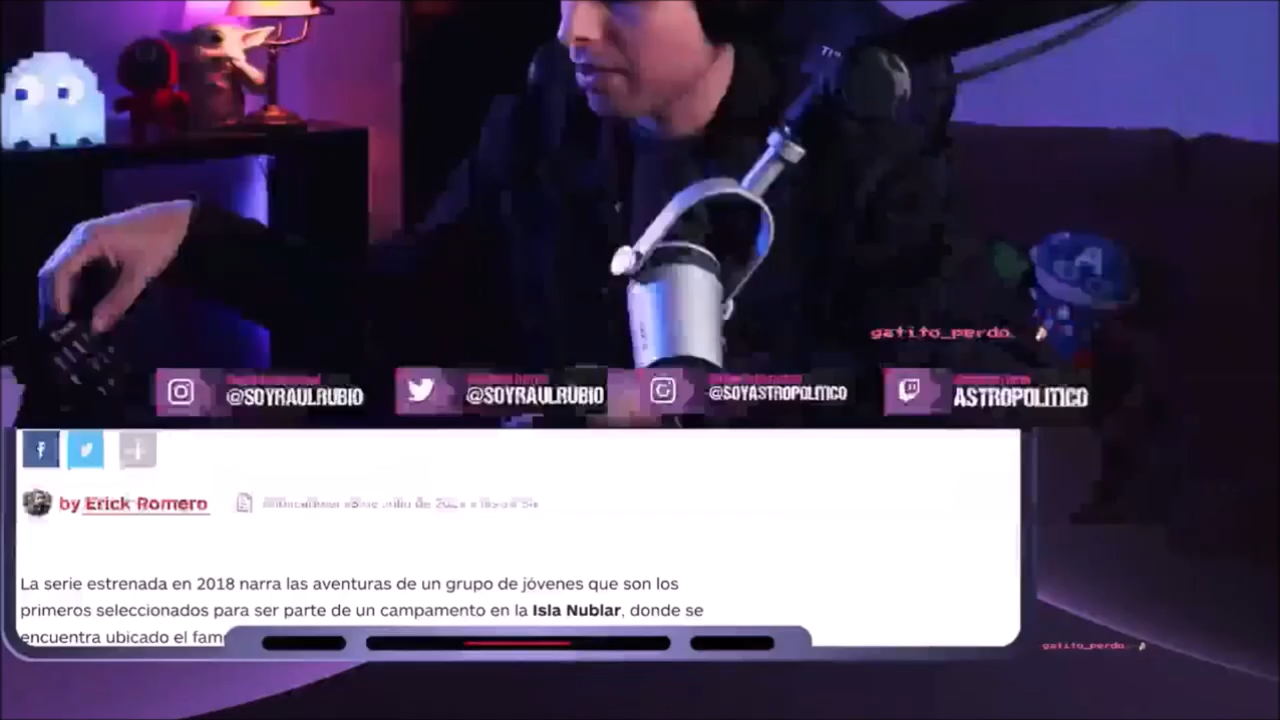 gatito_perdo
@SOYRAULRUBIO
@SOYRAULRUBIO
@SOYASTROPOLITICO
ASTROPOLITICO
by Erick Romero
La serie estrenada en 2018 narra las aventuras de un grupo de jóvenes que son los
primeros seleccionados para ser parte de un campamento en la Isla Nublar, donde se
encuentra ubicado el fam
gatito_perdo